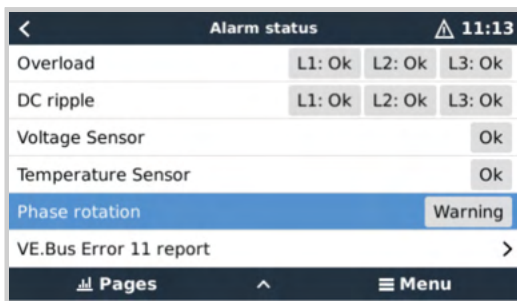 Alarm status 11:13
Overload L1: Ok L2: Ok L3: Ok
DC ripple L1: Ok L2: Ok L3: Ok
Voltage Sensor Ok
Temperature Sensor Ok
Phase rotation Warning
VE.Bus Error 11 report
Pages Menu